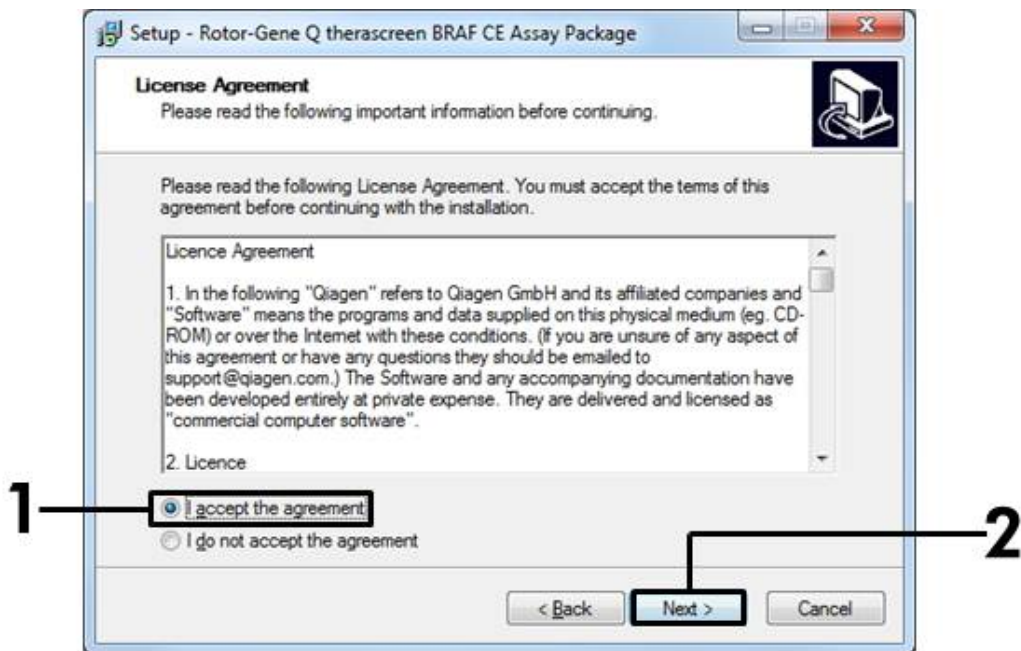 Setup - Rotor-Gene Q therascreen BRAF CE Assay Package
License Agreement
Please read the following important information before continuing.
Please read the following License Agreement. You must accept the terms of this
agreement before continuing with the installation.
Licence Agreement
1. In the following "Qiagen" refers to Qiagen GmbH and its affiliated companies and
"Software" means the programs and data supplied on this physical medium (eg. CD-
ROM) or over the Internet with these conditions. (If you are unsure of any aspect of
this agreement or have any questions they should be emailed to
support@qiagen.com.) The Software and any accompanying documentation have
been developed entirely at private expense. They are delivered and licensed as
"commercial computer software".
2. Licence
1
I accept the agreement
I do not accept the agreement
2
< Back
Next >
Cancel